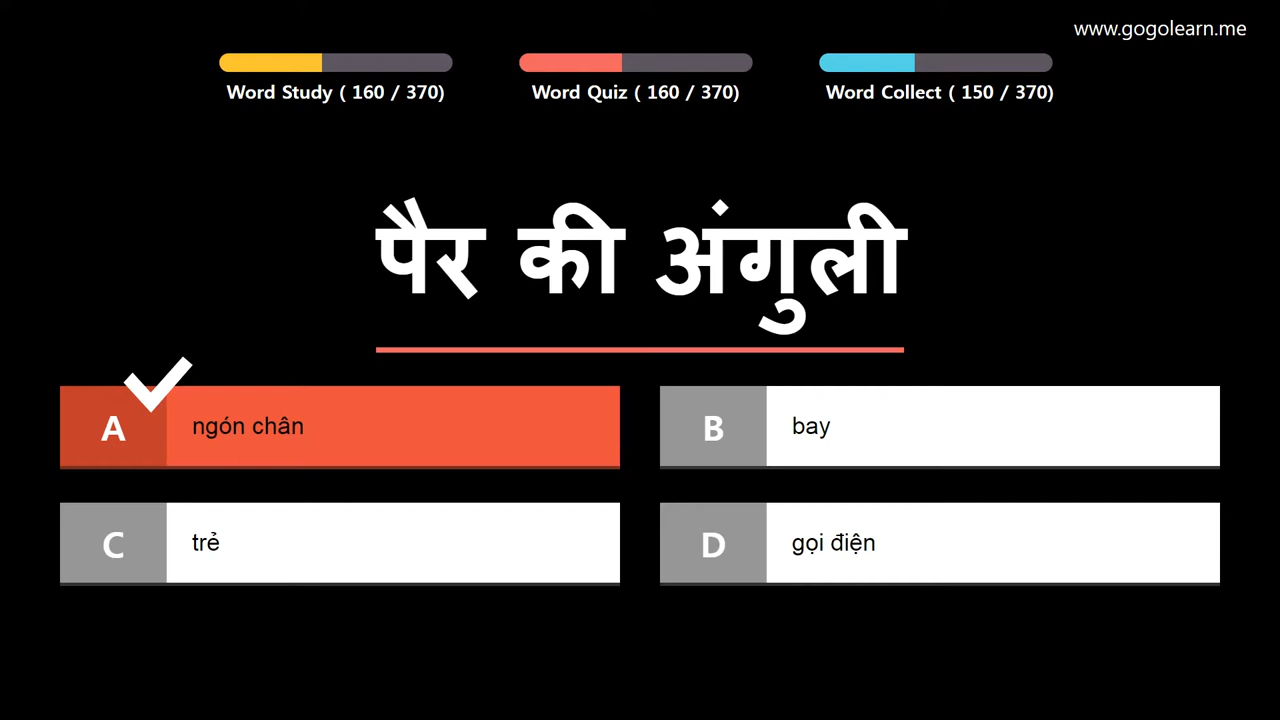 www.gogolearn.me
Word Study ( 160 / 370)
Word Quiz ( 160 / 370)
Word Collect ( 150 / 370)
पैर की अंगुली
A ngón chân
B bay
C trẻ
D gọi điện